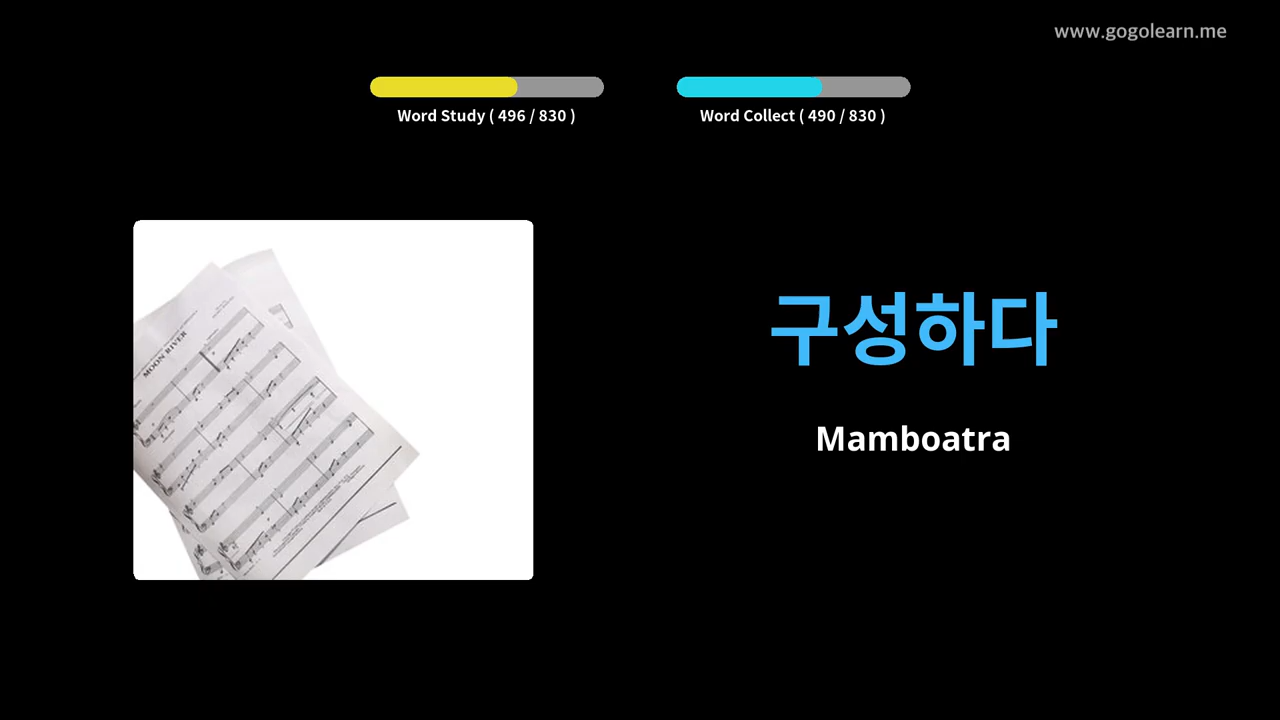 www.gogolearn.me
Word Study ( 496 / 830 )
Word Collect ( 490 / 830 )
MOON RIVER
구성하다
Mamboatra